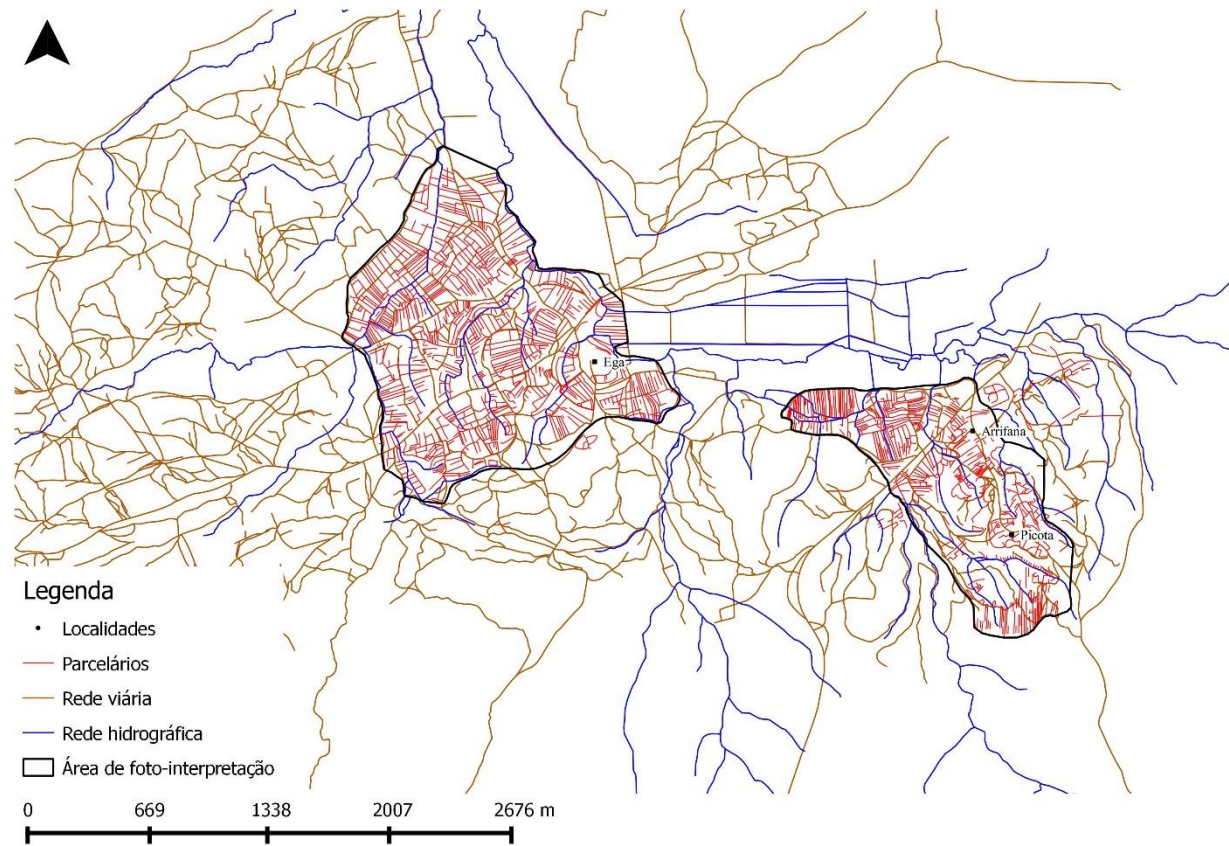 Ega
Arrifana
Picota
Legenda
Localidades
Parcelários
Rede viária
Rede hidrográfica
Área de foto-interpretação
0 669 1338 2007 2676 m